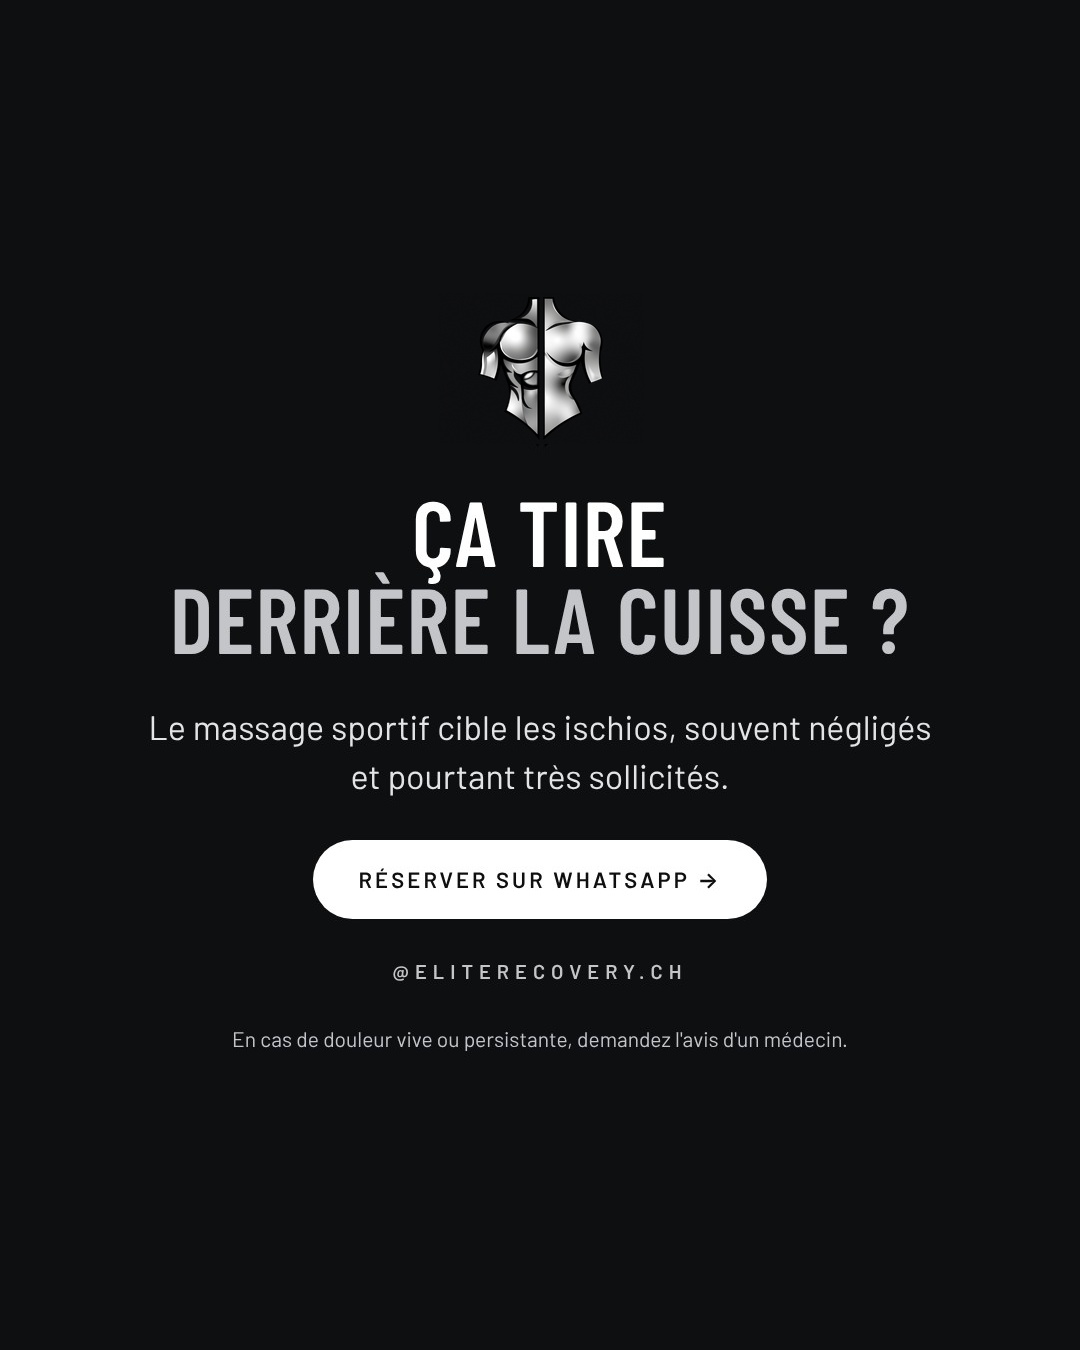 ÇA TIRE
DERRIÈRE LA CUISSE ?
Le massage sportif cible les ischios, souvent négligés
et pourtant très sollicités.
RÉSERVER SUR WHATSAPP →
@ELITERECOVERY.CH
En cas de douleur vive ou persistante, demandez l'avis d'un médecin.